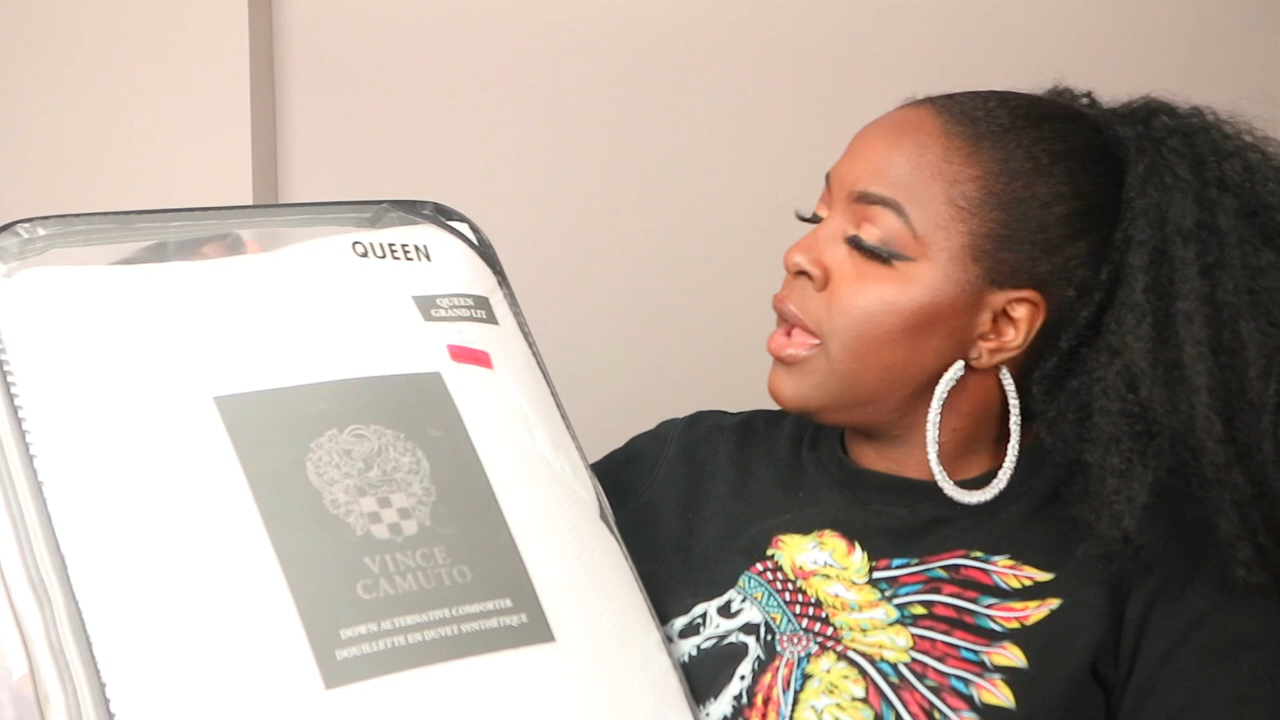 QUEEN
QUEEN
GRAND LIT
VINCE
CAMUTO
DOWN ALTERNATIVE COMFORTER
DOUILLETTE EN DUVET SYNTHÉTIQUE